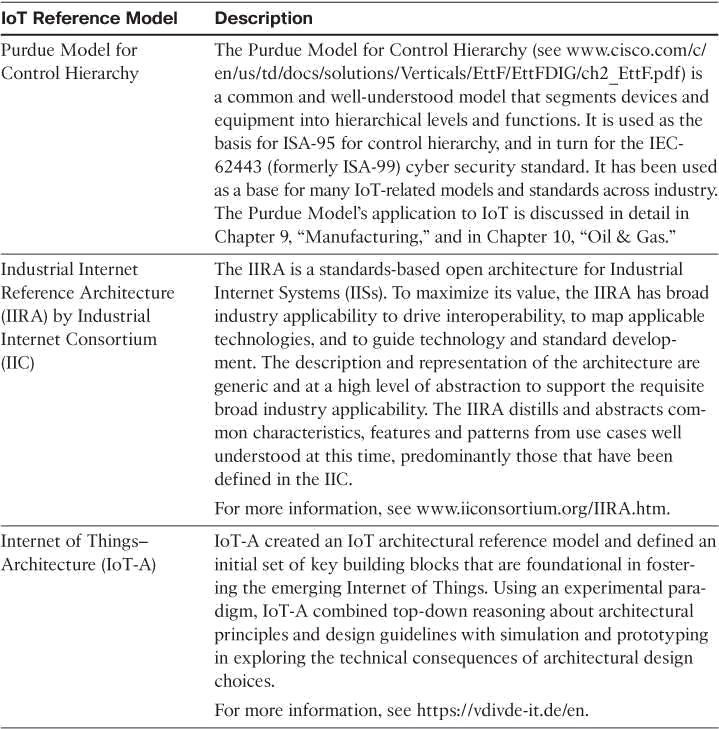 IoT Reference Model Description
Purdue Model for
Control Hierarchy
The Purdue Model for Control Hierarchy (see www.cisco.com/c/
en/us/td/docs/solutions/Verticals/EttF/EttFDIG/ch2_EttF.pdf) is
a common and well-understood model that segments devices and
equipment into hierarchical levels and functions. It is used as the
basis for ISA-95 for control hierarchy, and in turn for the IEC-
62443 (formerly ISA-99) cyber security standard. It has been used
as a base for many IoT-related models and standards across industry.
The Purdue Model’s application to IoT is discussed in detail in
Chapter 9, “Manufacturing,” and in Chapter 10, “Oil & Gas.”
Industrial Internet
Reference Architecture
(IIRA) by Industrial
Internet Consortium
(IIC)
The IIRA is a standards-based open architecture for Industrial
Internet Systems (IISs). To maximize its value, the IIRA has broad
industry applicability to drive interoperability, to map applicable
technologies, and to guide technology and standard develop-
ment. The description and representation of the architecture are
generic and at a high level of abstraction to support the requisite
broad industry applicability. The IIRA distills and abstracts com-
mon characteristics, features and patterns from use cases well
understood at this time, predominantly those that have been
defined in the IIC.
For more information, see www.iiconsortium.org/IIRA.htm.
Internet of Things–
Architecture (IoT-A)
IoT-A created an IoT architectural reference model and defined an
initial set of key building blocks that are foundational in foster-
ing the emerging Internet of Things. Using an experimental para-
digm, IoT-A combined top-down reasoning about architectural
principles and design guidelines with simulation and prototyping
in exploring the technical consequences of architectural design
choices.
For more information, see https://vdivde-it.de/en.